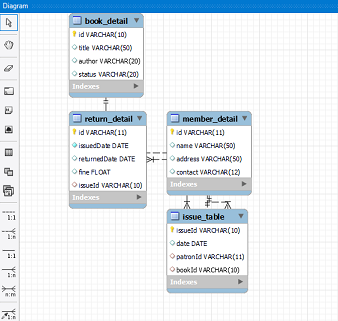 Diagram
book_detail
id VARCHAR(10)
title VARCHAR(50)
author VARCHAR(20)
status VARCHAR(20)
Indexes
return_detail
id VARCHAR(11)
issuedDate DATE
returnedDate DATE
fine FLOAT
issueId VARCHAR(10)
Indexes
member_detail
id VARCHAR(11)
name VARCHAR(50)
address VARCHAR(50)
contact VARCHAR(12)
Indexes
issue_table
issueId VARCHAR(10)
date DATE
patronId VARCHAR(11)
bookId VARCHAR(10)
Indexes
1:1
1:n
1:1
1:n
n:m
1:n